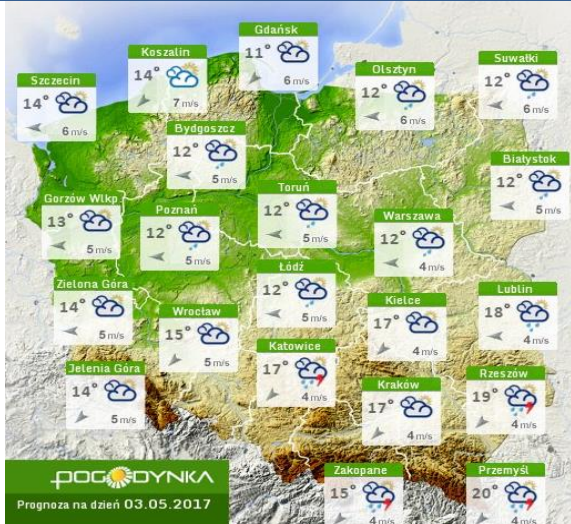 Gdańsk
11°
6 m/s
Koszalin
14°
7 m/s
Suwałki
12°
6 m/s
Olsztyn
12°
6 m/s
Szczecin
14°
6 m/s
Bydgoszcz
12°
5 m/s
Białystok
12°
5 m/s
Toruń
12°
5 m/s
Gorzów Wlkp.
13°
5 m/s
Poznań
12°
5 m/s
Warszawa
12°
4 m/s
Łódź
12°
5 m/s
Zielona Góra
14°
5 m/s
Lublin
18°
4 m/s
Kielce
17°
4 m/s
Wrocław
15°
5 m/s
Katowice
17°
4 m/s
Jelenia Góra
14°
5 m/s
Rzeszów
19°
4 m/s
Kraków
17°
4 m/s
Zakopane
15°
4 m/s
Przemyśl
20°
4 m/s
POGODYNKA
Prognoza na dzień 03.05.2017